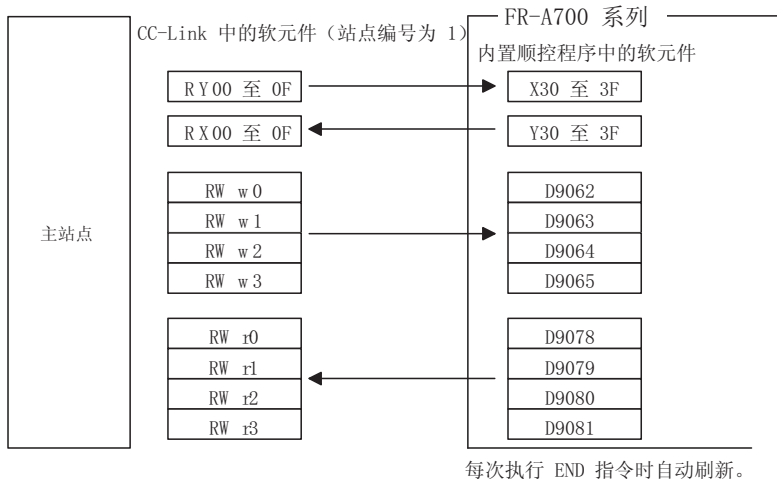 FR-A700 系列
CC-Link 中的软元件（站点编号为 1）
内置顺控程序中的软元件
主站点
RY00 至 0F
X30 至 3F
RX00 至 0F
Y30 至 3F
RW w0
D9062
RW w1
D9063
RW w2
D9064
RW w3
D9065
RW r0
D9078
RW r1
D9079
RW r2
D9080
RW r3
D9081
每次执行 END 指令时自动刷新。